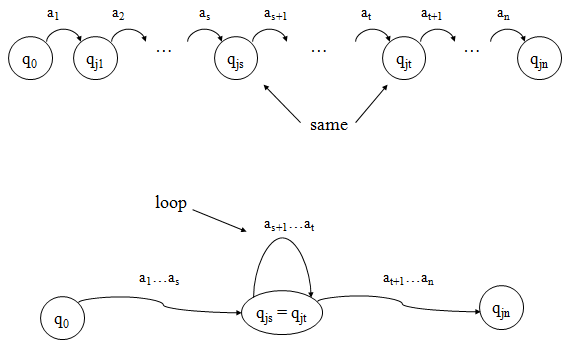 a₁ a₂ aₛ aₛ₊₁ aₜ aₜ₊₁ aₙ
q₀ qⱼ₁ … qⱼₛ … qⱼₜ … qⱼₙ
same
loop
aₛ₊₁…aₜ
a₁…aₛ aₜ₊₁…aₙ
q₀ qⱼₛ = qⱼₜ qⱼₙ